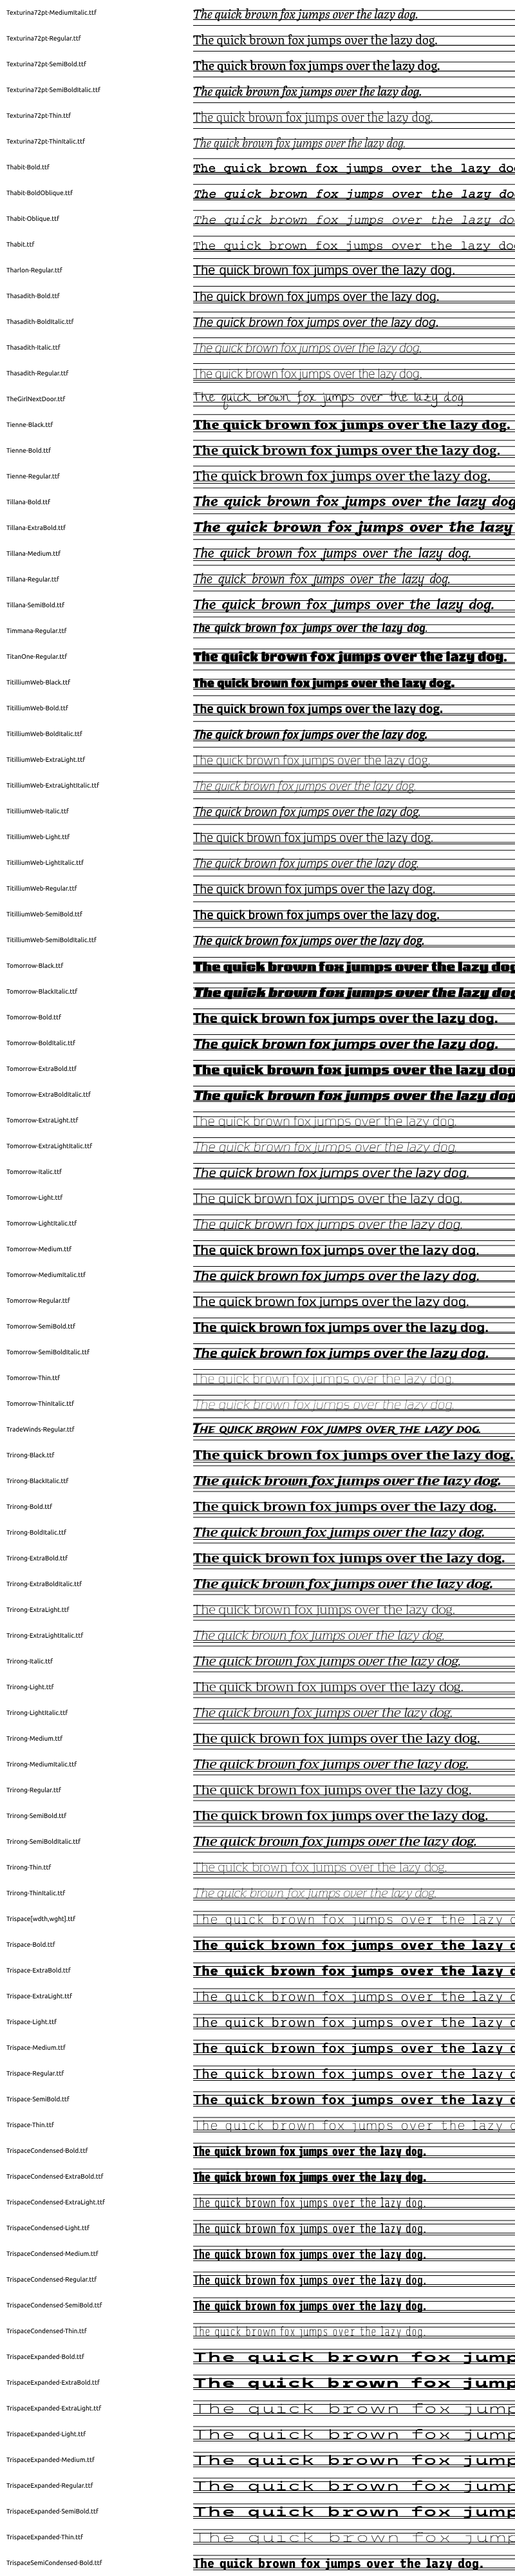 Texturina72pt-MediumItalic.ttf The quick brown fox jumps over the lazy dog.
Texturina72pt-Regular.ttf The quick brown fox jumps over the lazy dog.
Texturina72pt-SemiBold.ttf The quick brown fox jumps over the lazy dog.
Texturina72pt-SemiBoldItalic.ttf The quick brown fox jumps over the lazy dog.
Texturina72pt-Thin.ttf The quick brown fox jumps over the lazy dog.
Texturina72pt-ThinItalic.ttf The quick brown fox jumps over the lazy dog.
Thabit-Bold.ttf The quick brown fox jumps over the lazy do
Thabit-BoldOblique.ttf The quick brown fox jumps over the lazy do
Thabit-Oblique.ttf The quick brown fox jumps over the lazy do
Thabit.ttf The quick brown fox jumps over the lazy do
Tharlon-Regular.ttf The quick brown fox jumps over the lazy dog.
Thasadith-Bold.ttf The quick brown fox jumps over the lazy dog.
Thasadith-BoldItalic.ttf The quick brown fox jumps over the lazy dog.
Thasadith-Italic.ttf The quick brown fox jumps over the lazy dog.
Thasadith-Regular.ttf The quick brown fox jumps over the lazy dog.
TheGirlNextDoor.ttf The quick brown fox jumps over the lazy dog
Tienne-Black.ttf The quick brown fox jumps over the lazy dog.
Tienne-Bold.ttf The quick brown fox jumps over the lazy dog.
Tienne-Regular.ttf The quick brown fox jumps over the lazy dog.
Tillana-Bold.ttf The quick brown fox jumps over the lazy dog
Tillana-ExtraBold.ttf The quick brown fox jumps over the lazy
Tillana-Medium.ttf The quick brown fox jumps over the lazy dog.
Tillana-Regular.ttf The quick brown fox jumps over the lazy dog.
Tillana-SemiBold.ttf The quick brown fox jumps over the lazy dog.
Timmana-Regular.ttf The quick brown fox jumps over the lazy dog.
TitanOne-Regular.ttf The quick brown fox jumps over the lazy dog.
TitilliumWeb-Black.ttf The quick brown fox jumps over the lazy dog.
TitilliumWeb-Bold.ttf The quick brown fox jumps over the lazy dog.
TitilliumWeb-BoldItalic.ttf The quick brown fox jumps over the lazy dog.
TitilliumWeb-ExtraLight.ttf The quick brown fox jumps over the lazy dog.
TitilliumWeb-ExtraLightItalic.ttf The quick brown fox jumps over the lazy dog.
TitilliumWeb-Italic.ttf The quick brown fox jumps over the lazy dog.
TitilliumWeb-Light.ttf The quick brown fox jumps over the lazy dog.
TitilliumWeb-LightItalic.ttf The quick brown fox jumps over the lazy dog.
TitilliumWeb-Regular.ttf The quick brown fox jumps over the lazy dog.
TitilliumWeb-SemiBold.ttf The quick brown fox jumps over the lazy dog.
TitilliumWeb-SemiBoldItalic.ttf The quick brown fox jumps over the lazy dog.
Tomorrow-Black.ttf The quick brown fox jumps over the lazy dog
Tomorrow-BlackItalic.ttf The quick brown fox jumps over the lazy dog
Tomorrow-Bold.ttf The quick brown fox jumps over the lazy dog.
Tomorrow-BoldItalic.ttf The quick brown fox jumps over the lazy dog.
Tomorrow-ExtraBold.ttf The quick brown fox jumps over the lazy dog
Tomorrow-ExtraBoldItalic.ttf The quick brown fox jumps over the lazy dog
Tomorrow-ExtraLight.ttf The quick brown fox jumps over the lazy dog.
Tomorrow-ExtraLightItalic.ttf The quick brown fox jumps over the lazy dog.
Tomorrow-Italic.ttf The quick brown fox jumps over the lazy dog.
Tomorrow-Light.ttf The quick brown fox jumps over the lazy dog.
Tomorrow-LightItalic.ttf The quick brown fox jumps over the lazy dog.
Tomorrow-Medium.ttf The quick brown fox jumps over the lazy dog.
Tomorrow-MediumItalic.ttf The quick brown fox jumps over the lazy dog.
Tomorrow-Regular.ttf The quick brown fox jumps over the lazy dog.
Tomorrow-SemiBold.ttf The quick brown fox jumps over the lazy dog.
Tomorrow-SemiBoldItalic.ttf The quick brown fox jumps over the lazy dog.
Tomorrow-Thin.ttf The quick brown fox jumps over the lazy dog.
Tomorrow-ThinItalic.ttf The quick brown fox jumps over the lazy dog.
TradeWinds-Regular.ttf The quick brown fox jumps over the lazy dog.
Trirong-Black.ttf The quick brown fox jumps over the lazy dog.
Trirong-BlackItalic.ttf The quick brown fox jumps over the lazy dog.
Trirong-Bold.ttf The quick brown fox jumps over the lazy dog.
Trirong-BoldItalic.ttf The quick brown fox jumps over the lazy dog.
Trirong-ExtraBold.ttf The quick brown fox jumps over the lazy dog.
Trirong-ExtraBoldItalic.ttf The quick brown fox jumps over the lazy dog.
Trirong-ExtraLight.ttf The quick brown fox jumps over the lazy dog.
Trirong-ExtraLightItalic.ttf The quick brown fox jumps over the lazy dog.
Trirong-Italic.ttf The quick brown fox jumps over the lazy dog.
Trirong-Light.ttf The quick brown fox jumps over the lazy dog.
Trirong-LightItalic.ttf The quick brown fox jumps over the lazy dog.
Trirong-Medium.ttf The quick brown fox jumps over the lazy dog.
Trirong-MediumItalic.ttf The quick brown fox jumps over the lazy dog.
Trirong-Regular.ttf The quick brown fox jumps over the lazy dog.
Trirong-SemiBold.ttf The quick brown fox jumps over the lazy dog.
Trirong-SemiBoldItalic.ttf The quick brown fox jumps over the lazy dog.
Trirong-Thin.ttf The quick brown fox jumps over the lazy dog.
Trirong-ThinItalic.ttf The quick brown fox jumps over the lazy dog.
Trispace[wdth,wght].ttf The quick brown fox jumps over the lazy d
Trispace-Bold.ttf The quick brown fox jumps over the lazy d
Trispace-ExtraBold.ttf The quick brown fox jumps over the lazy d
Trispace-ExtraLight.ttf The quick brown fox jumps over the lazy d
Trispace-Light.ttf The quick brown fox jumps over the lazy d
Trispace-Medium.ttf The quick brown fox jumps over the lazy d
Trispace-Regular.ttf The quick brown fox jumps over the lazy d
Trispace-SemiBold.ttf The quick brown fox jumps over the lazy d
Trispace-Thin.ttf The quick brown fox jumps over the lazy d
TrispaceCondensed-Bold.ttf The quick brown fox jumps over the lazy dog.
TrispaceCondensed-ExtraBold.ttf The quick brown fox jumps over the lazy dog.
TrispaceCondensed-ExtraLight.ttf The quick brown fox jumps over the lazy dog.
TrispaceCondensed-Light.ttf The quick brown fox jumps over the lazy dog.
TrispaceCondensed-Medium.ttf The quick brown fox jumps over the lazy dog.
TrispaceCondensed-Regular.ttf The quick brown fox jumps over the lazy dog.
TrispaceCondensed-SemiBold.ttf The quick brown fox jumps over the lazy dog.
TrispaceCondensed-Thin.ttf The quick brown fox jumps over the lazy dog.
TrispaceExpanded-Bold.ttf The quick brown fox jump
TrispaceExpanded-ExtraBold.ttf The quick brown fox jump
TrispaceExpanded-ExtraLight.ttf The quick brown fox jump
TrispaceExpanded-Light.ttf The quick brown fox jump
TrispaceExpanded-Medium.ttf The quick brown fox jump
TrispaceExpanded-Regular.ttf The quick brown fox jump
TrispaceExpanded-SemiBold.ttf The quick brown fox jump
TrispaceExpanded-Thin.ttf The quick brown fox jump
TrispaceSemiCondensed-Bold.ttf The quick brown fox jumps over the lazy dog.